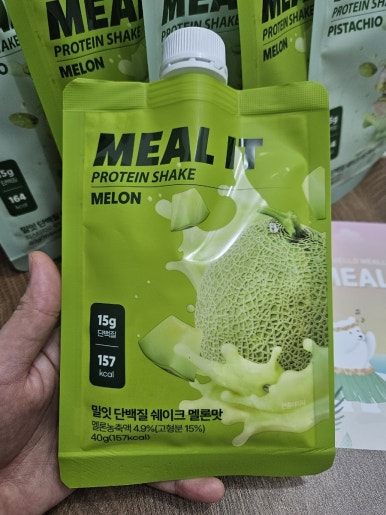 MEAL
PROTEIN SHAKE
MELON
IT
PROTEIN SHAKE
PISTACHIO
15g
164
kcal
MEAL IT
PROTEIN SHAKE
MELON
15g
단백질
157
kcal
밀잇 단백질 쉐이크 멜론맛
멜론농축액 4.9%(고형분 15%)
40g(157kcal)
MEAL